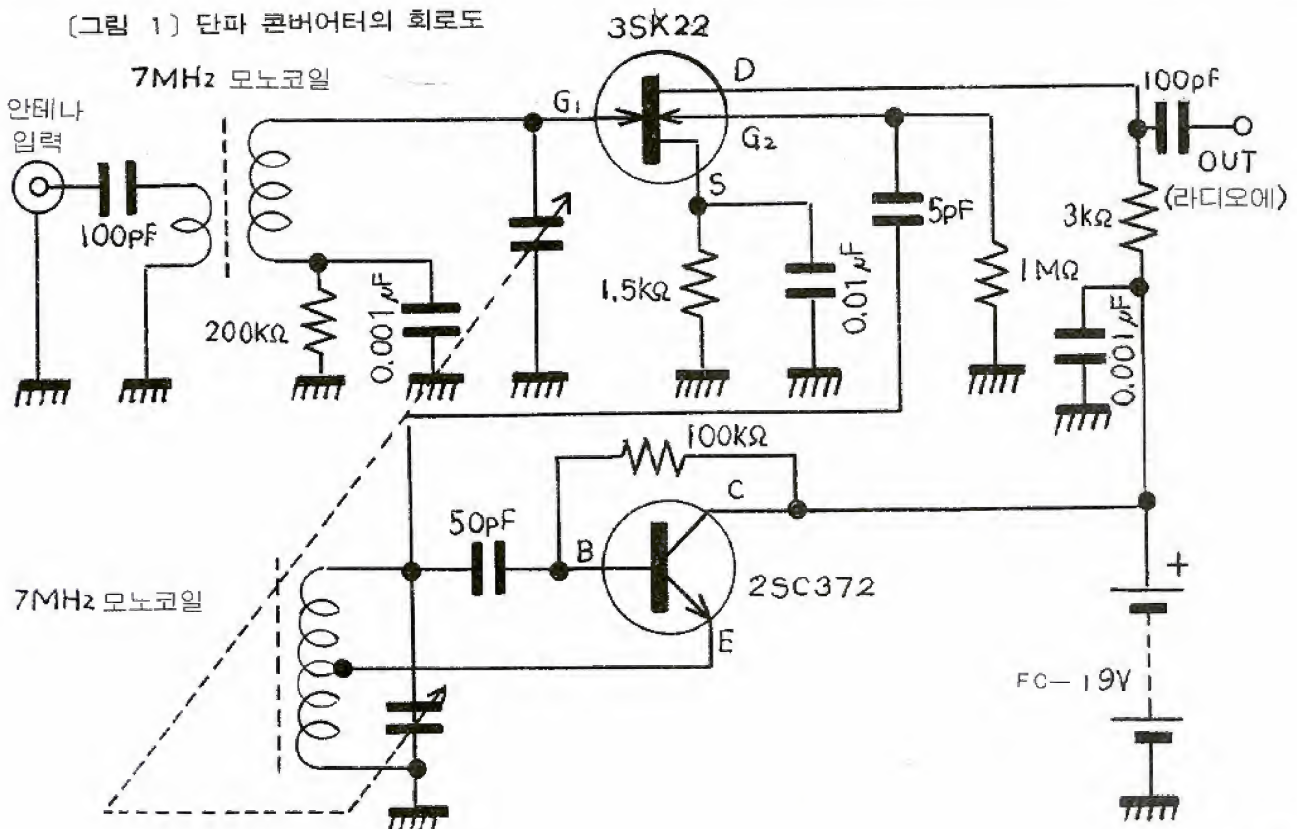 〔그림 1〕 단파 콘버어터의 회로도
3SK22
7MHz 모노코일
D
100pF
안테나
입력
G1
G2
OUT
(라디오에)
S
100pF
5pF
3kΩ
1.5kΩ
0.01μF
1MΩ
200KΩ
0.001μF
0.001μF
100kΩ
C
50pF
B
2SC372
+
7MHz 모노코일
E
FC—19V